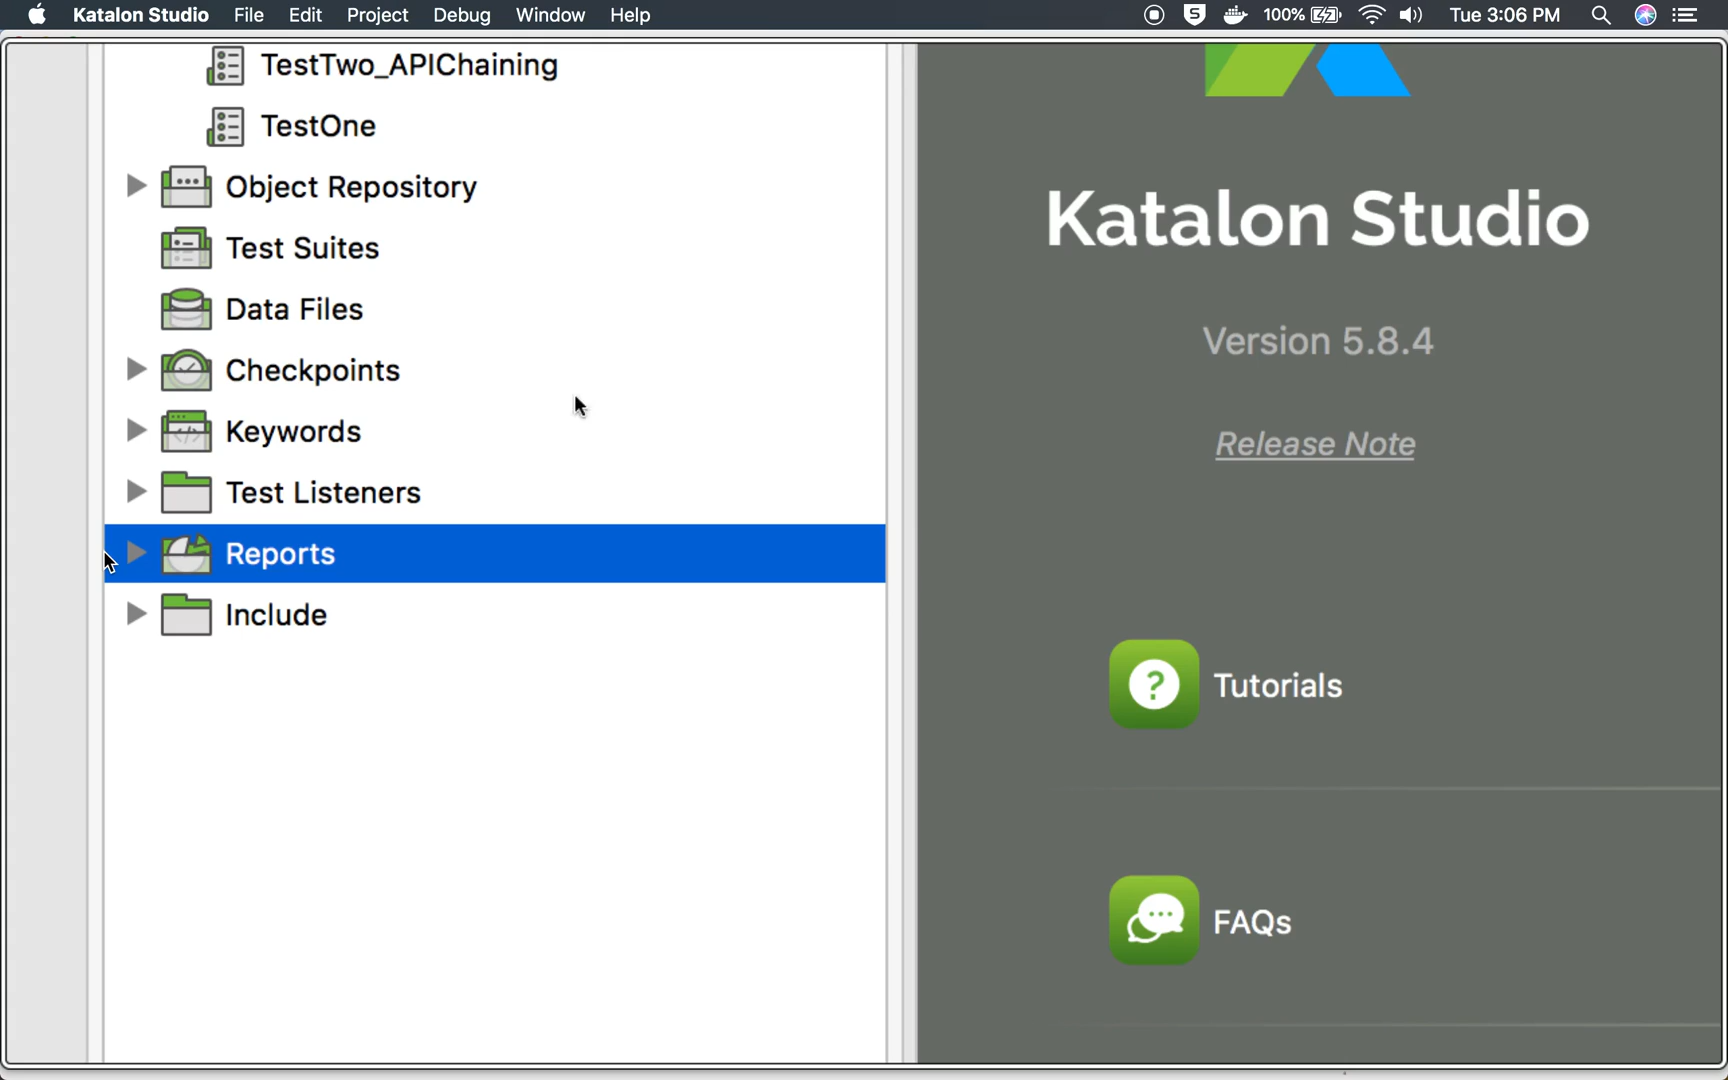 Katalon Studio File Edit Project Debug Window Help 100% Tue 3:06 PM
TestTwo_APIChaining
TestOne
Object Repository
Test Suites
Data Files
Checkpoints
Keywords
Test Listeners
Reports
Include
Katalon Studio
Version 5.8.4
Release Note
Tutorials
FAQs